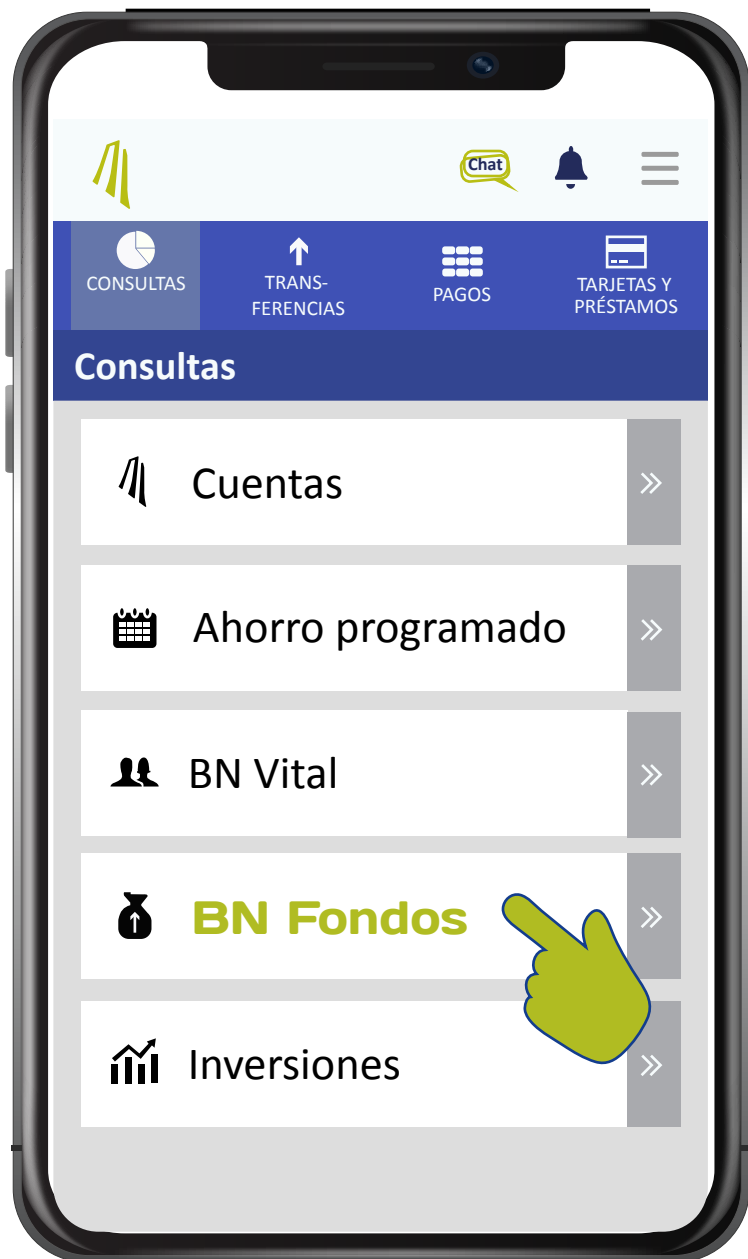 Chat
CONSULTAS
TRANS-
FERENCIAS
PAGOS
TARJETAS Y
PRÉSTAMOS
Consultas
Cuentas
Ahorro programado
BN Vital
BN Fondos
Inversiones